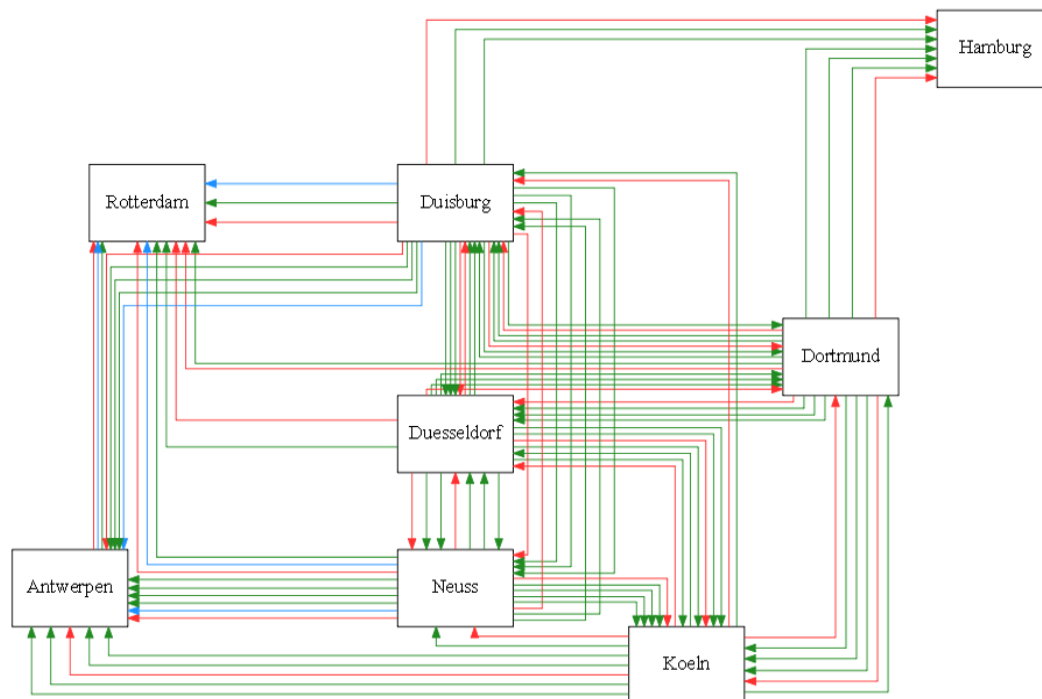 Hamburg
Rotterdam
Duisburg
Dortmund
Duesseldorf
Antwerpen
Neuss
Koeln